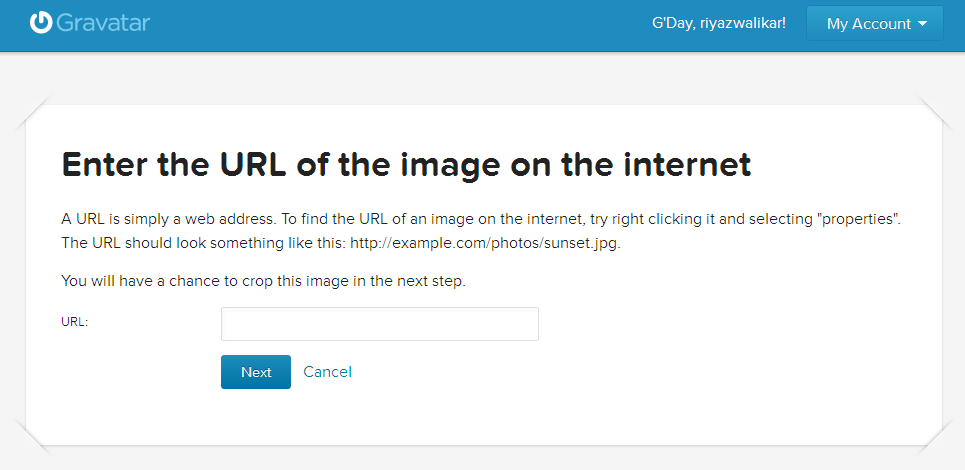 Gravatar
G'Day, riyazwalikar!
My Account
Enter the URL of the image on the internet
A URL is simply a web address. To find the URL of an image on the internet, try right clicking it and selecting "properties".
The URL should look something like this: http://example.com/photos/sunset.jpg.
You will have a chance to crop this image in the next step.
URL:
Next
Cancel